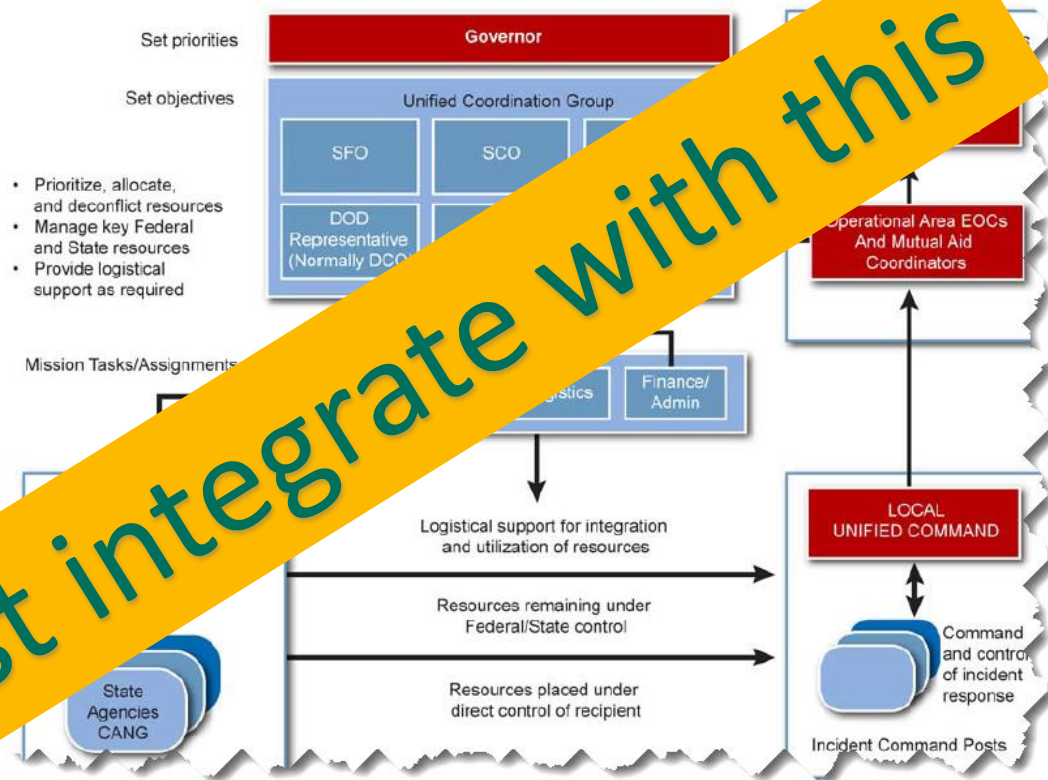 Set priorities
Governor
Set objectives
Unified Coordination Group
SFO
SCO
• Prioritize, allocate,
and deconflict resources
• Manage key Federal
and State resources
• Provide logistical
support as required
DOD
Representative
(Normally DCO)
Operational Area EOCs
And Mutual Aid
Coordinators
integrate with this
Mission Tasks/Assignments
Finance/
Admin
Logistical support for integration
and utilization of resources
LOCAL
UNIFIED COMMAND
Resources remaining under
Federal/State control
Command
and control
of incident
response
State
Agencies
CANG
Resources placed under
direct control of recipient
Incident Command Posts